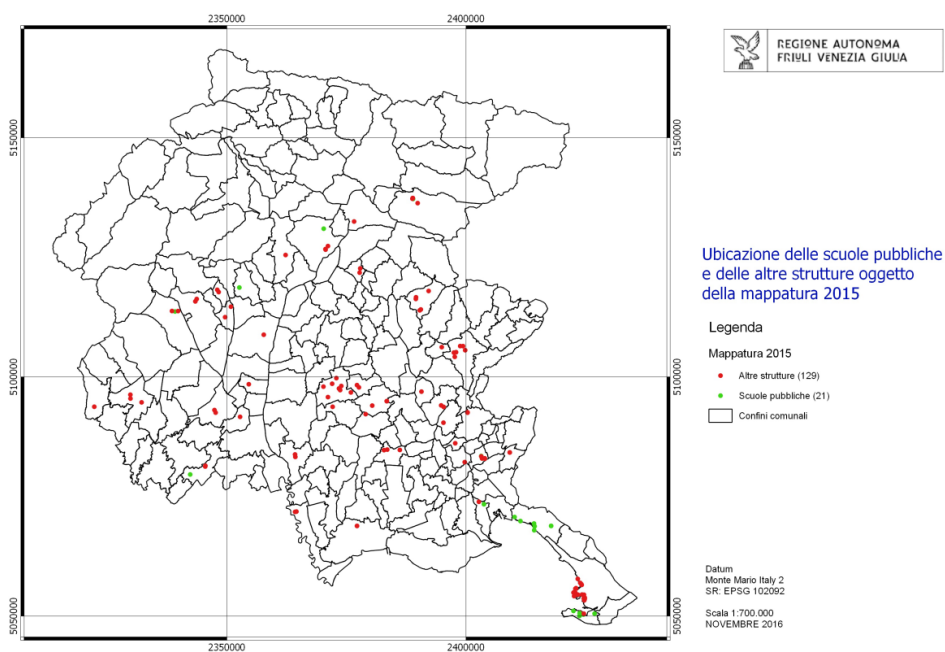 2350000 2400000
REGIONE AUTONOMA
FRIULI VENEZIA GIULIA
5150000 5150000
Ubicazione delle scuole pubbliche
e delle altre strutture oggetto
della mappatura 2015
Legenda
Mappatura 2015
Altre strutture (129)
Scuole pubbliche (21)
Confini comunali
5100000 5100000
Datum
Monte Mario Italy 2
SR: EPSG 102092
Scala 1:700.000
NOVEMBRE 2016
5050000 5050000
2350000 2400000